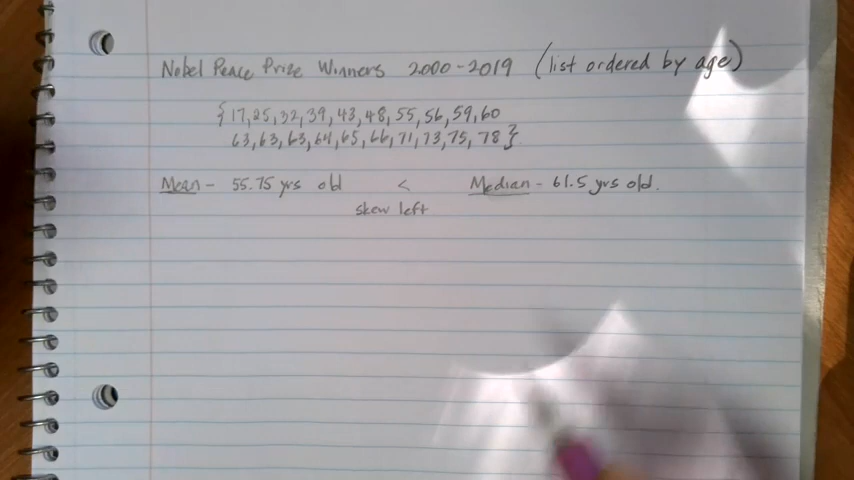 Nobel Peace Prize Winners 2000-2019 (list ordered by age)
{17,25,32,39,43,48,55,56,59,60
63,63,63,64,65,66,71,73,75,78}
Mean - 55.75 yrs old < Median - 61.5 yrs old.
skew left